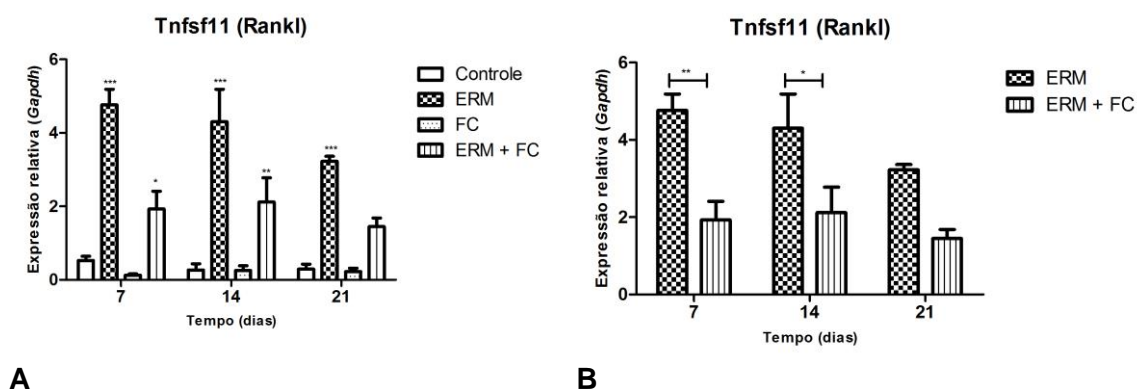 Tnfsf11 (Rankl)
Expressão relativa (Gapdh)
6
4
2
0
***
*
***
**
***
7
14
21
Tempo (dias)
Controle
ERM
FC
ERM + FC
A
Tnfsf11 (Rankl)
Expressão relativa (Gapdh)
6
4
2
0
**
*
7
14
21
Tempo (dias)
ERM
ERM + FC
B